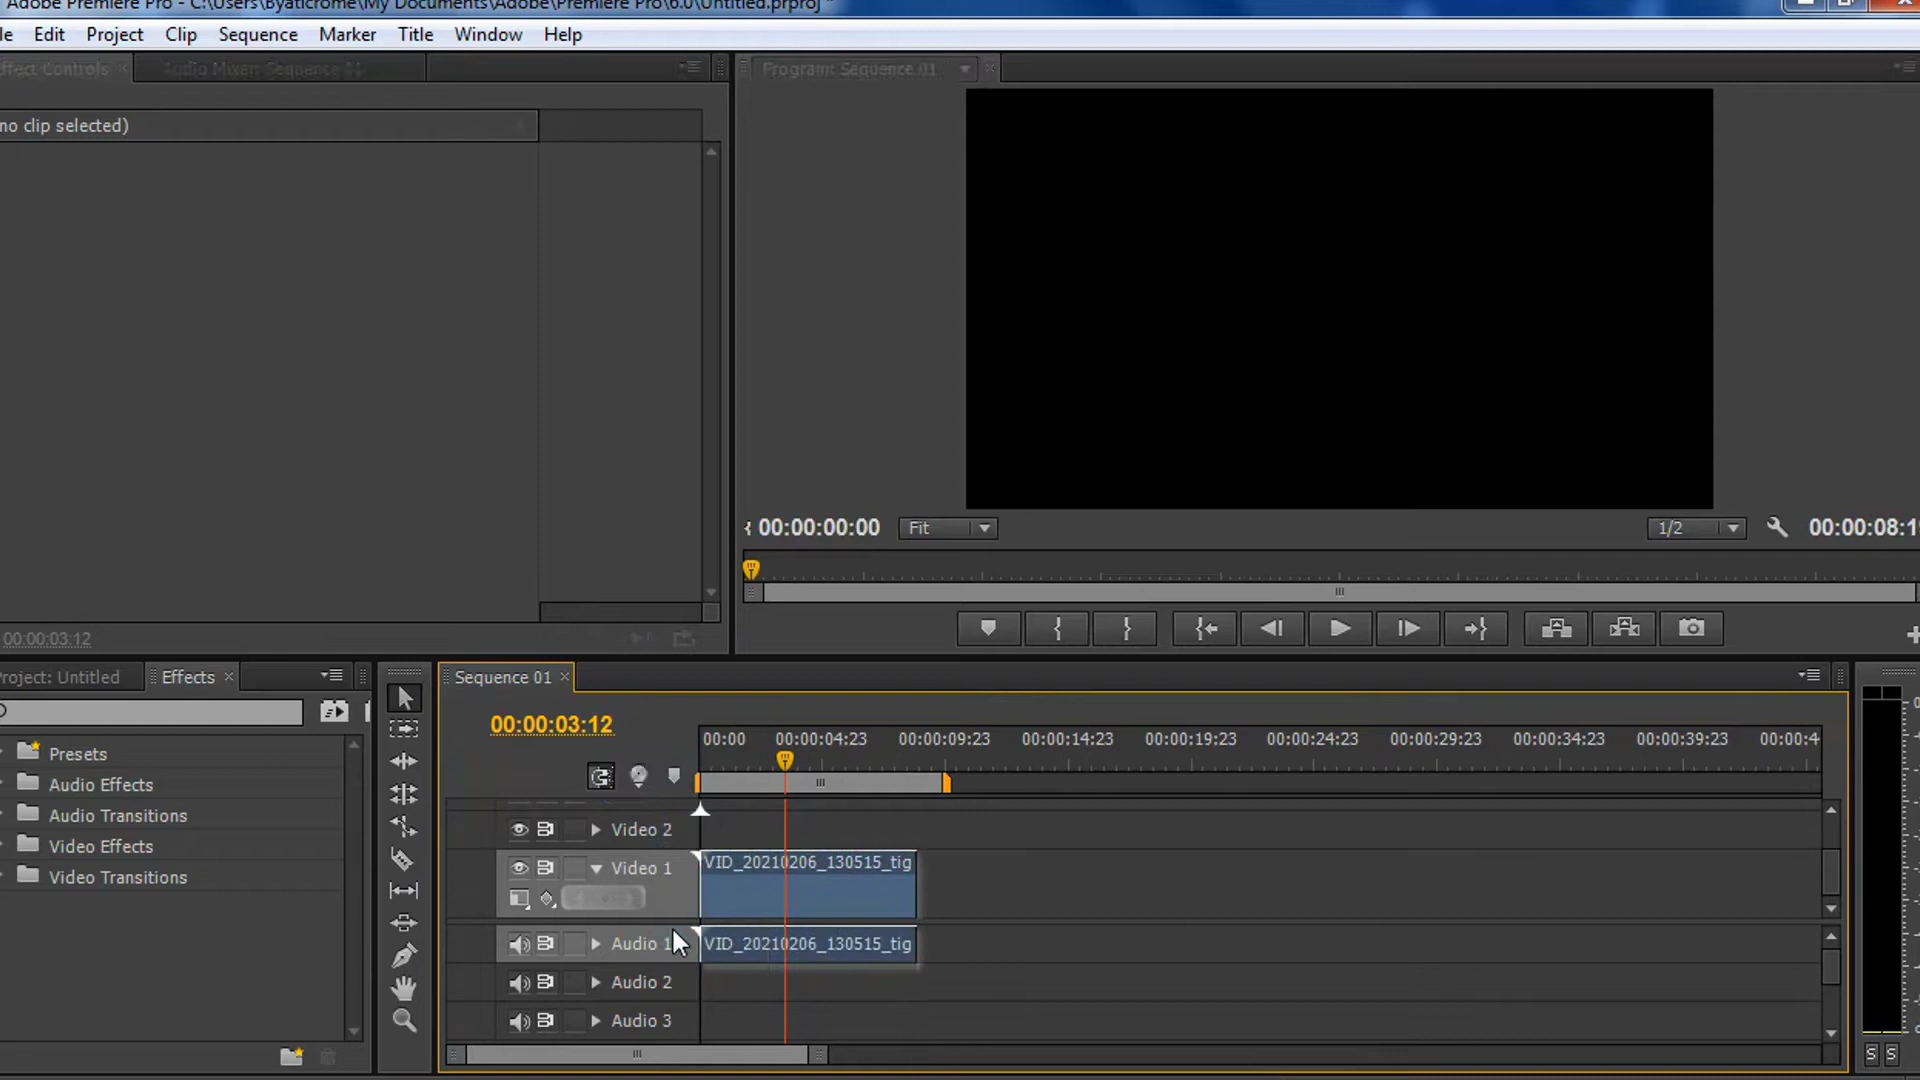 Adobe Premiere Pro - C:\Users\Byaticrome\My Documents\Adobe\Premiere Pro\6.0\Untitled.prproj *
le Edit Project Clip Sequence Marker Title Window Help
ffect Controls
Audio Mixer: Sequence 01
Program: Sequence 01
no clip selected)
00:00:00:00
Fit
1/2
00:00:08:1
00:00:03:12
roject: Untitled
Effects
Sequence 01
00:00:03:12
00:00 00:00:04:23 00:00:09:23 00:00:14:23 00:00:19:23 00:00:24:23 00:00:29:23 00:00:34:23 00:00:39:23 00:00:4
Presets
Audio Effects
Audio Transitions
Video Effects
Video Transitions
Video 2
Video 1
VID_20210206_130515_tig
Audio 1
VID_20210206_130515_tig
Audio 2
Audio 3
S S